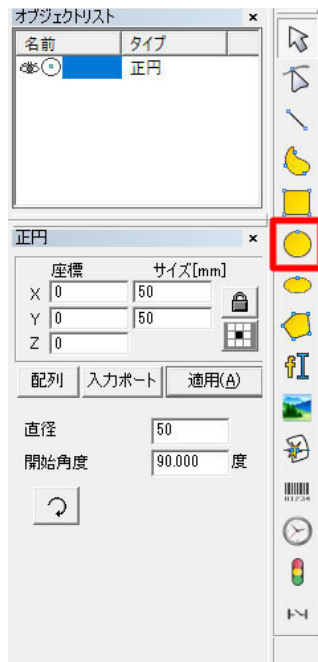 オブジェクトリスト ×
名前 タイプ
正円
正円 ×
座標 サイズ[mm]
X 0 50
Y 0 50
Z 0
配列 入力ポート 適用(A)
直径 50
開始角度 90.000 度
01234